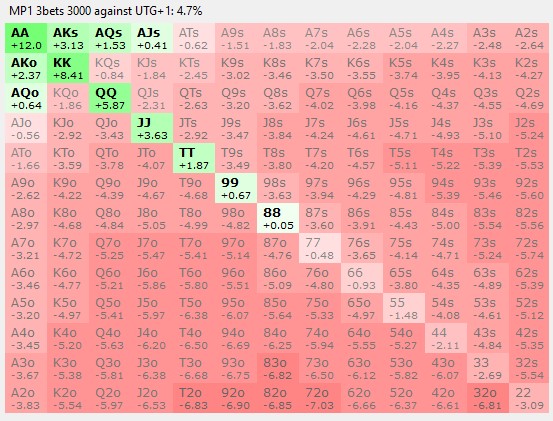 MP1 3bets 3000 against UTG+1: 4.7%
AA AKs AQs AJs ATs A9s A8s A7s A6s A5s A4s A3s A2s
+12.0 +3.13 +1.53 +0.41 -0.62 -1.51 -1.83 -2.04 -2.28 -2.04 -2.27 -2.48 -2.64
AKo KK KQs KJs KTs K9s K8s K7s K6s K5s K4s K3s K2s
+2.37 +8.41 -0.84 -1.84 -2.45 -3.02 -3.46 -3.50 -3.55 -3.74 -3.95 -4.13 -4.27
AQo KQo QQ QJs QTs Q9s Q8s Q7s Q6s Q5s Q4s Q3s Q2s
+0.64 -1.86 +5.87 -2.31 -2.63 -3.20 -3.62 -4.02 -3.98 -4.16 -4.37 -4.55 -4.69
AJo KJo QJo JJ JTs J9s J8s J7s J6s J5s J4s J3s J2s
-0.56 -2.92 -3.43 +3.63 -2.92 -3.47 -3.84 -4.24 -4.61 -4.71 -4.93 -5.10 -5.24
ATo KTo QTo JTo TT T9s T8s T7s T6s T5s T4s T3s T2s
-1.66 -3.59 -3.78 -4.07 +1.87 -3.49 -3.80 -4.20 -4.57 -5.11 -5.22 -5.39 -5.53
A9o K9o Q9o J9o T9o 99 98s 97s 96s 95s 94s 93s 92s
-2.62 -4.22 -4.39 -4.67 -4.68 +0.67 -3.63 -3.94 -4.29 -4.81 -5.39 -5.46 -5.60
A8o K8o Q8o J8o T8o 98o 88 87s 86s 85s 84s 83s 82s
-2.97 -4.68 -4.84 -5.05 -4.99 -4.82 +0.05 -3.60 -3.91 -4.43 -5.00 -5.54 -5.56
A7o K7o Q7o J7o T7o 97o 87o 77 76s 75s 74s 73s 72s
-3.21 -4.72 -5.25 -5.47 -5.41 -5.14 -4.76 -0.48 -3.65 -4.14 -4.71 -5.24 -5.74
A6o K6o Q6o J6o T6o 96o 86o 76o 66 65s 64s 63s 62s
-3.46 -4.77 -5.21 -5.86 -5.80 -5.51 -5.09 -4.80 -0.93 -3.80 -4.35 -4.89 -5.39
A5o K5o Q5o J5o T5o 95o 85o 75o 65o 55 54s 53s 52s
-3.20 -4.97 -5.41 -5.97 -6.38 -6.07 -5.64 -5.33 -4.97 -1.48 -4.08 -4.61 -5.12
A4o K4o Q4o J4o T4o 94o 84o 74o 64o 54o 44 43s 42s
-3.45 -5.20 -5.63 -6.20 -6.50 -6.69 -6.25 -5.94 -5.55 -5.27 -2.11 -4.84 -5.35
A3o K3o Q3o J3o T3o 93o 83o 73o 63o 53o 43o 33 32s
-3.67 -5.38 -5.81 -6.38 -6.68 -6.75 -6.82 -6.50 -6.12 -5.82 -6.07 -2.69 -5.54
A2o K2o Q2o J2o T2o 92o 82o 72o 62o 52o 42o 32o 22
-3.83 -5.54 -5.97 -6.53 -6.83 -6.90 -6.85 -7.03 -6.66 -6.37 -6.61 -6.81 -3.09